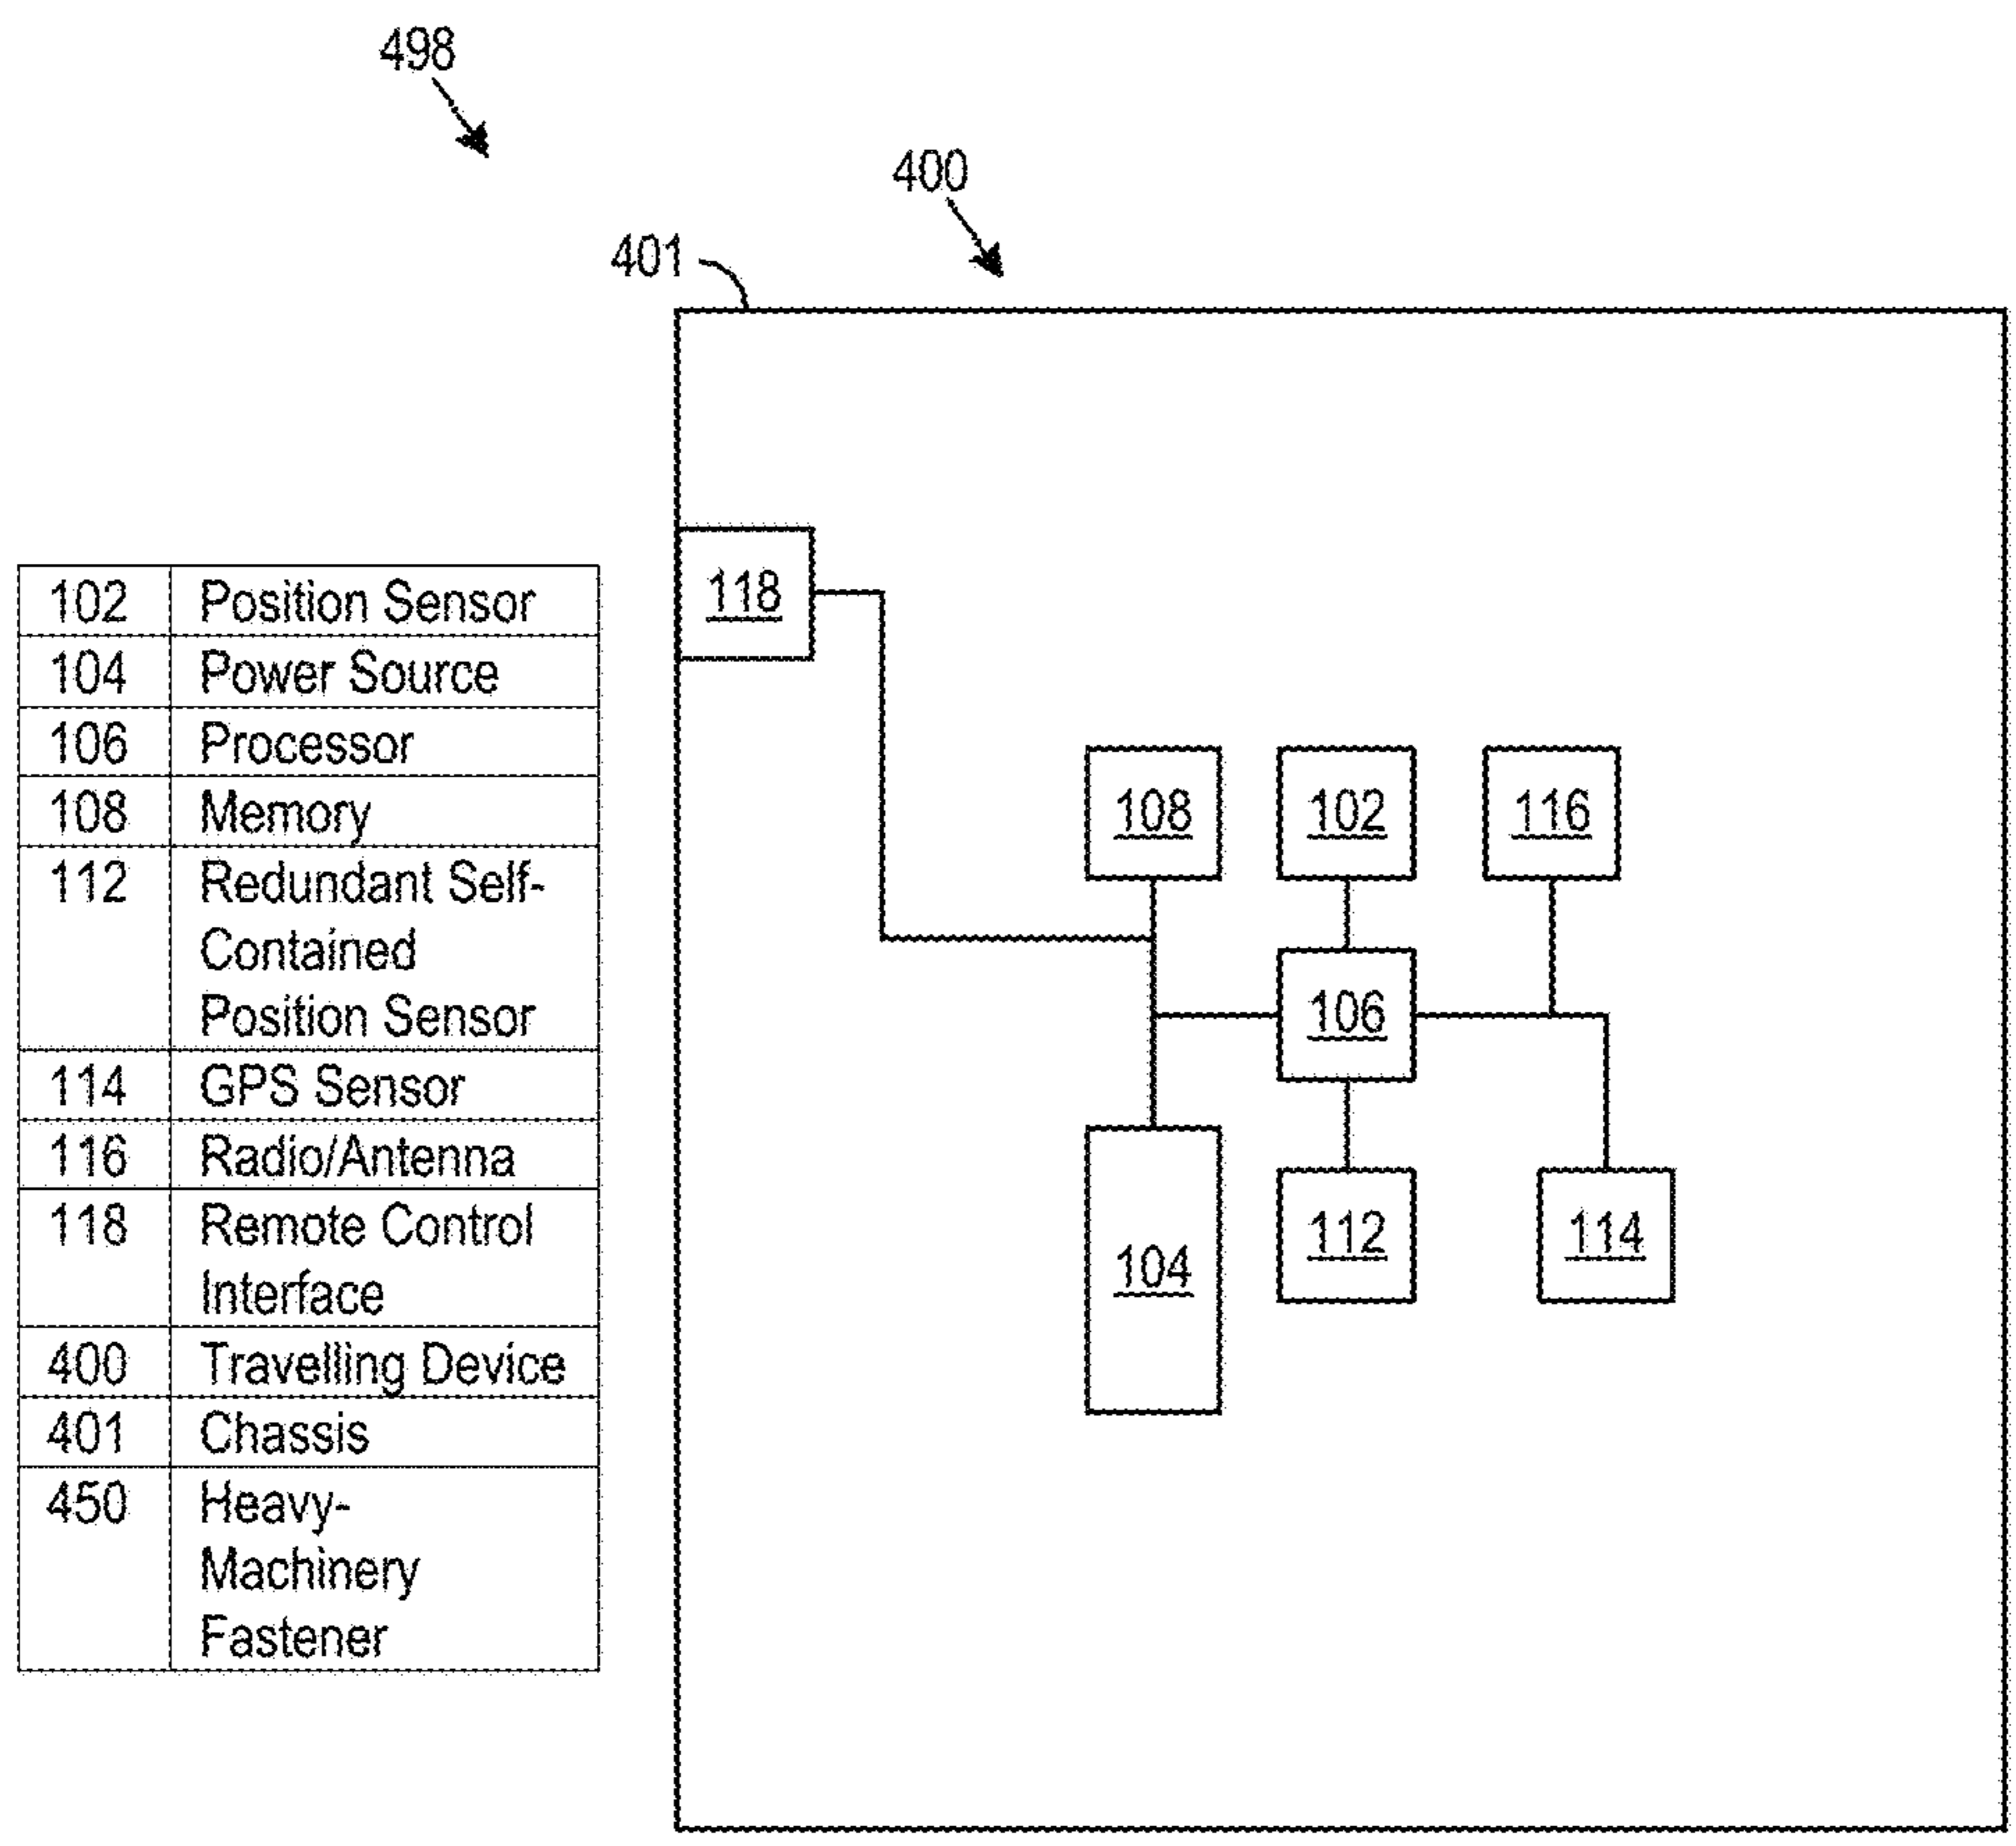 498
400
401
118
102 Position Sensor
104 Power Source
106 Processor
108 Memory
112 Redundant Self-
Contained
Position Sensor
114 GPS Sensor
116 Radio/Antenna
118 Remote Control
Interface
400 Travelling Device
401 Chassis
450 Heavy-
Machinery
Fastener
108 102 116
106
104 112 114